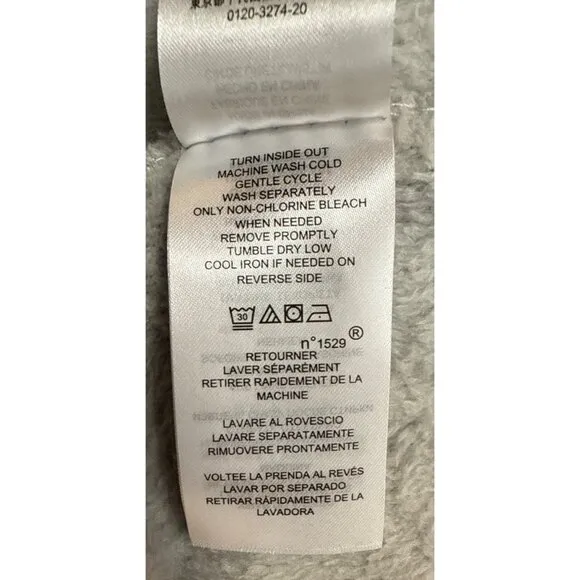 0120-3274-20
TURN INSIDE OUT
MACHINE WASH COLD
GENTLE CYCLE
WASH SEPARATELY
ONLY NON-CHLORINE BLEACH
WHEN NEEDED
REMOVE PROMPTLY
TUMBLE DRY LOW
COOL IRON IF NEEDED ON
REVERSE SIDE
30
n°1529®
RETOURNER
LAVER SÉPARÉMENT
RETIRER RAPIDEMENT DE LA
MACHINE
LAVARE AL ROVESCIO
LAVARE SEPARATAMENTE
RIMUOVERE PRONTAMENTE
VOLTEE LA PRENDA AL REVÉS
LAVAR POR SEPARADO
RETIRAR RÁPIDAMENTE DE LA
LAVADORA